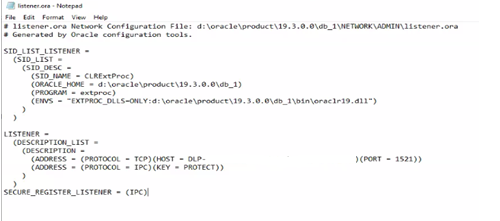 listener.ora - Notepad
File Edit Format View Help
# listener.ora Network Configuration File: d:\oracle\product\19.3.0.0\db_1\NETWORK\ADMIN\listener.ora
# Generated by Oracle configuration tools.
SID_LIST_LISTENER =
(SID_LIST =
(SID_DESC =
(SID_NAME = CLRExtProc)
(ORACLE_HOME = d:\oracle\product\19.3.0.0\db_1)
(PROGRAM = extproc)
(ENVS = "EXTPROC_DLLS=ONLY:d:\oracle\product\19.3.0.0\db_1\bin\oraclr19.dll")
)
)
LISTENER =
(DESCRIPTION_LIST =
(DESCRIPTION =
(ADDRESS = (PROTOCOL = TCP)(HOST = DLP- )(PORT = 1521))
(ADDRESS = (PROTOCOL = IPC)(KEY = PROTECT))
)
)
SECURE_REGISTER_LISTENER = (IPC)